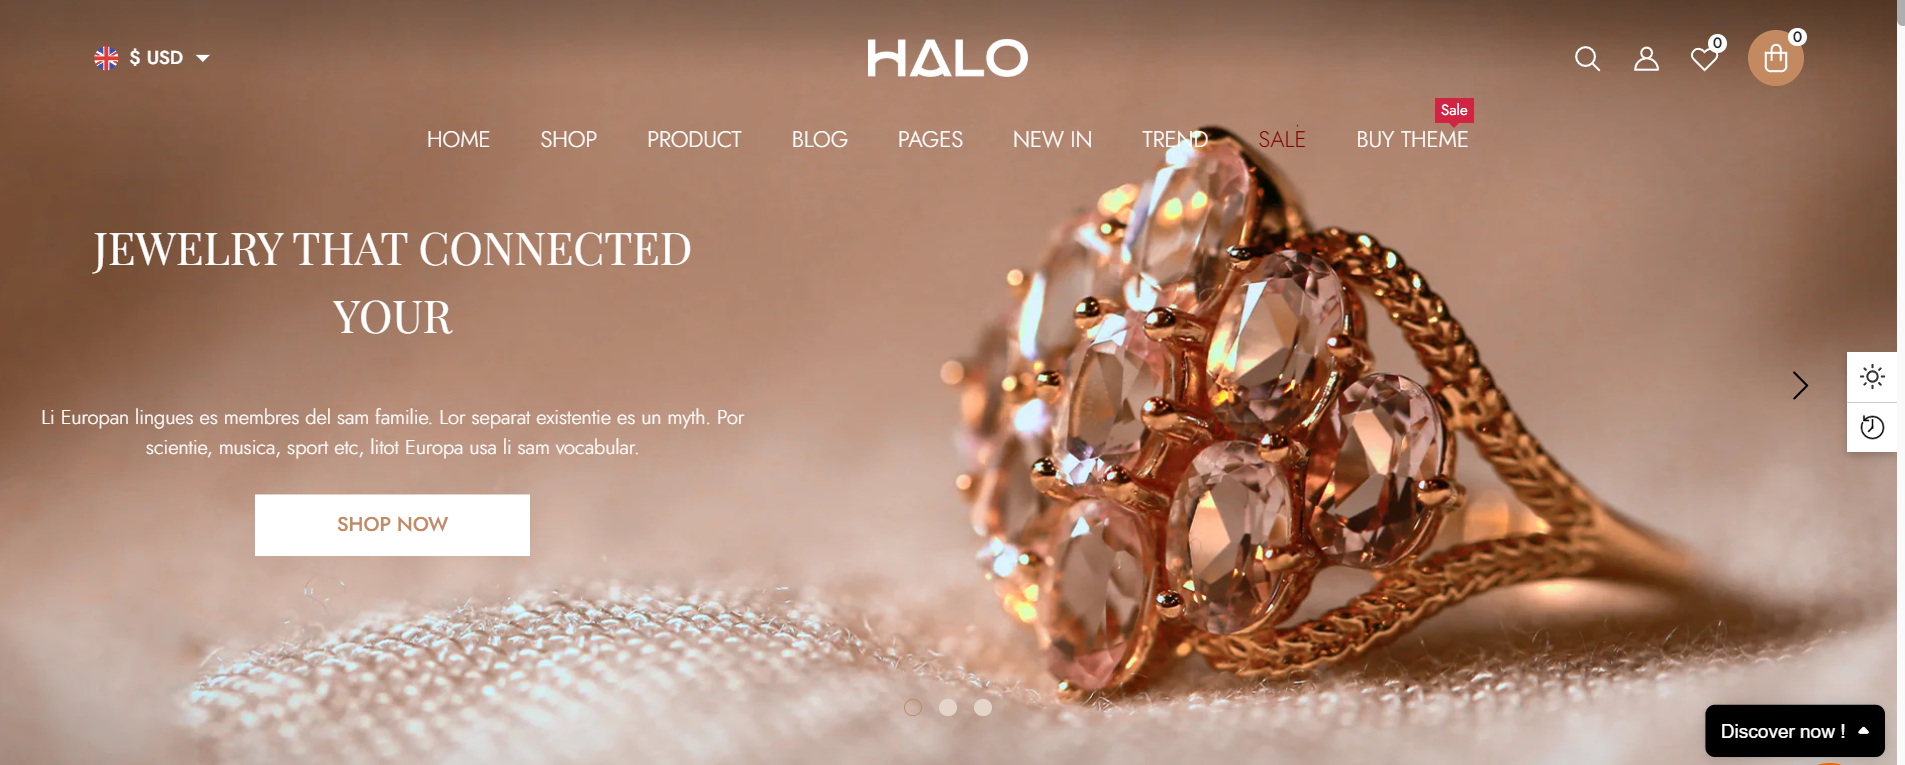 $ USD
HALO
0
0
Sale
HOME SHOP PRODUCT BLOG PAGES NEW IN TREND SALE BUY THEME
JEWELRY THAT CONNECTED
YOUR
Li Europan lingues es membres del sam familie. Lor separat existentie es un myth. Por
scientie, musica, sport etc, litot Europa usa li sam vocabular.
SHOP NOW
Discover now !